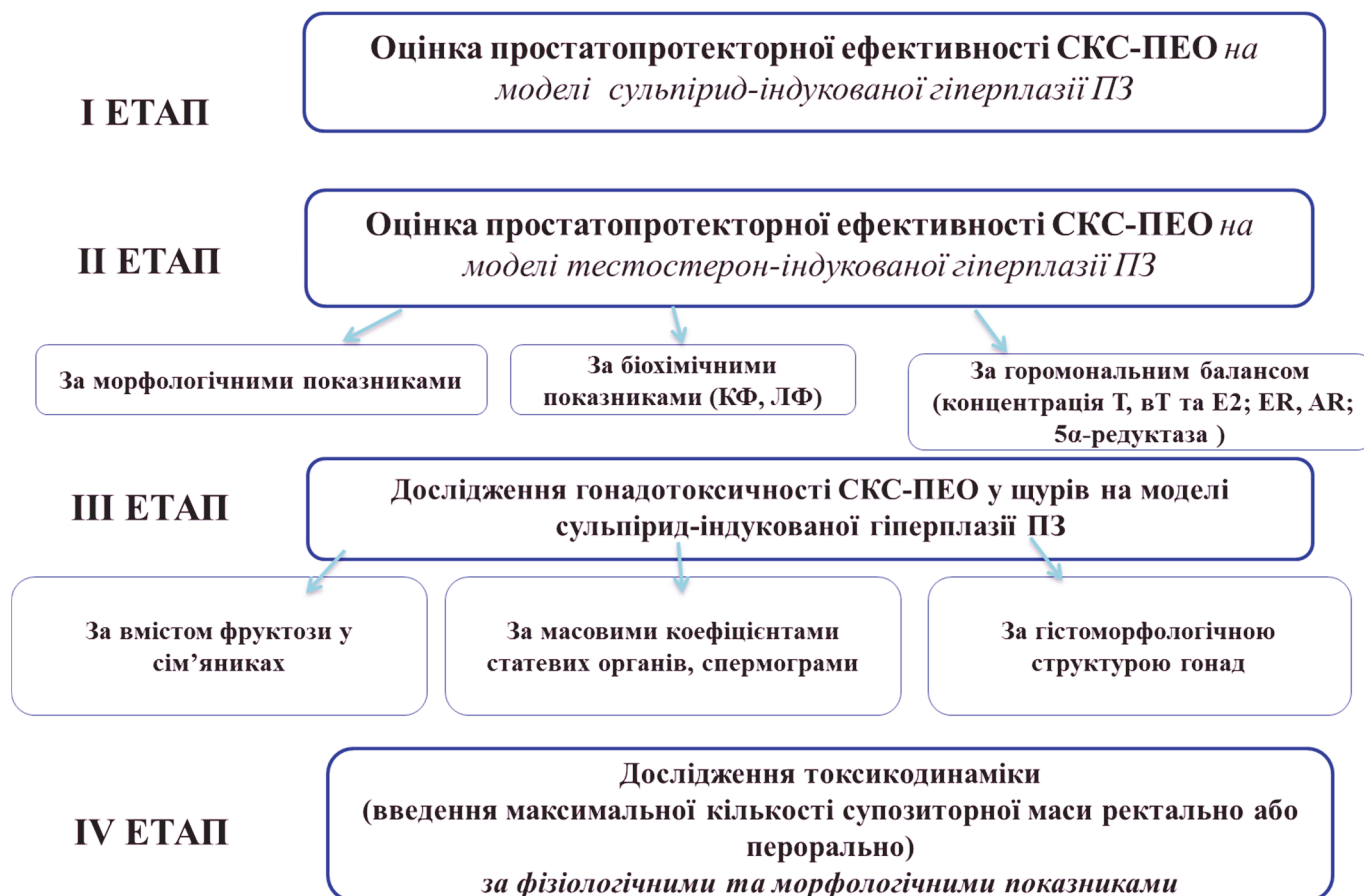 Оцінка простатопротекторної ефективності СКС-ПЕО на
моделі сульпірид-індукованої гіперплазії ПЗ
І ЕТАП
Оцінка простатопротекторної ефективності СКС-ПЕО на
моделі тестостерон-індукованої гіперплазії ПЗ
ІІ ЕТАП
За морфологічними показниками
За біохімічними
показниками (КФ, ЛФ)
За горомональним балансом
(концентрація Т, вТ та Е2; ER, AR;
5α-редуктаза )
ІІІ ЕТАП
Дослідження гонадотоксичності СКС-ПЕО у щурів на моделі
сульпірид-індукованої гіперплазії ПЗ
За вмістом фруктози у
сім’яниках
За масовими коефіцієнтами
статевих органів, спермограми
За гістоморфологічною
структурою гонад
IV ЕТАП
Дослідження токсикодинаміки
(введення максимальної кількості супозиторної маси ректально або
перорально)
за фізіологічними та морфологічними показниками